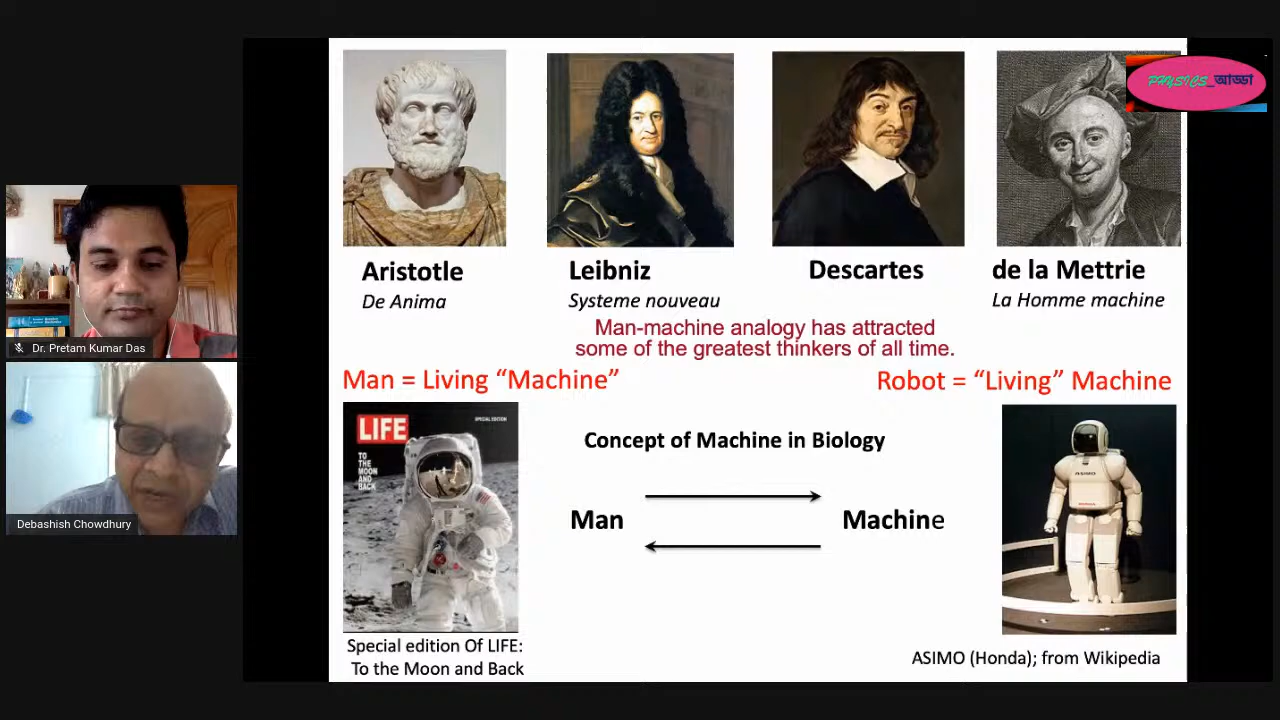 PHYSICS_আড্ডা
Aristotle
De Anima
Leibniz
Systeme nouveau
Descartes
de la Mettrie
La Homme machine
Man-machine analogy has attracted
some of the greatest thinkers of all time.
Man = Living “Machine”
Robot = “Living” Machine
LIFE
SPECIAL EDITION
TO
THE
MOON
AND
BACK
Concept of Machine in Biology
Man
Machine
ASIMO
Special edition Of LIFE:
To the Moon and Back
ASIMO (Honda); from Wikipedia
Dr. Pretam Kumar Das
Debashish Chowdhury